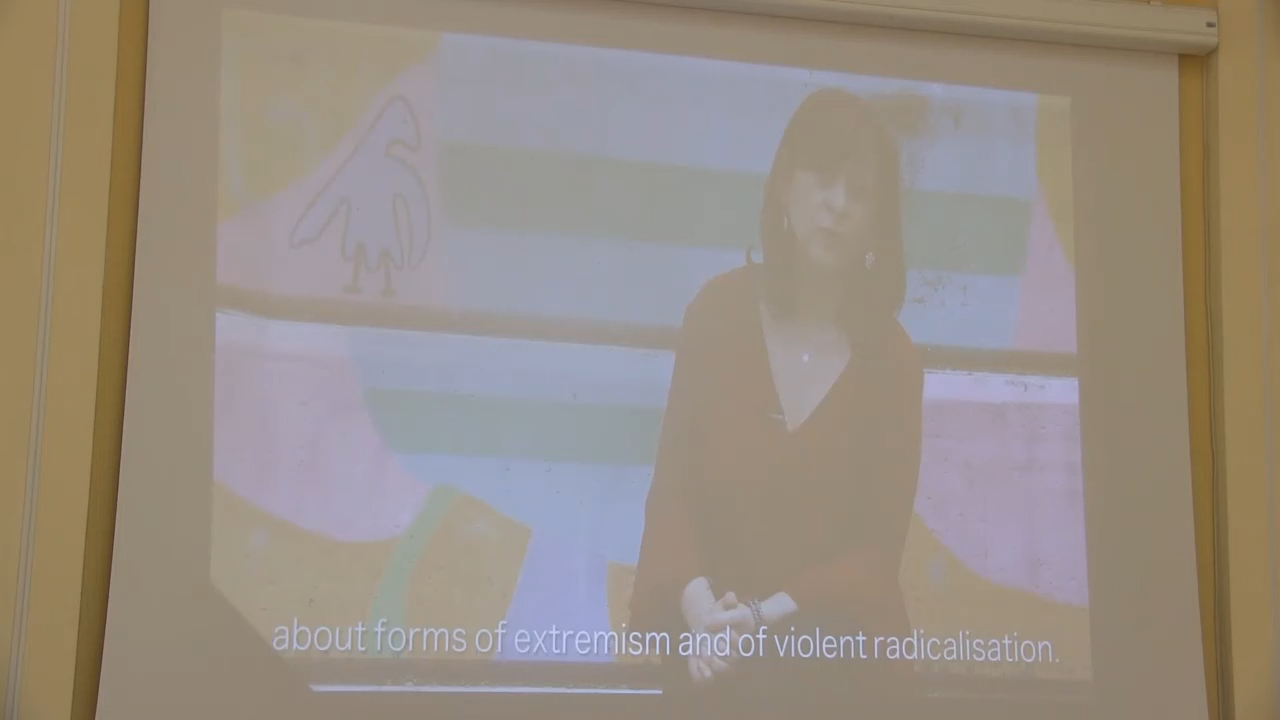 about forms of extremism and of violent radicalisation.